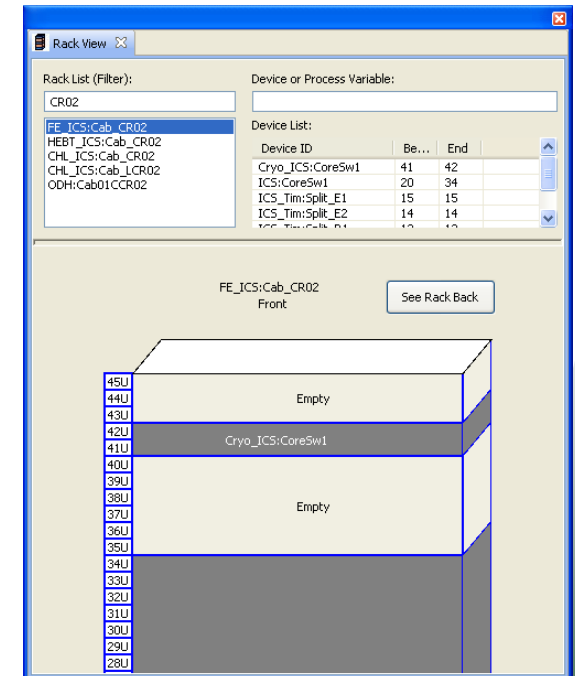 Rack View
Rack List (Filter):
CR02
FE_ICS:Cab_CR02
HEBT_ICS:Cab_CR02
CHL_ICS:Cab_CR02
CHL_ICS:Cab_LCR02
ODH:Cab01CCR02
Device or Process Variable:
Device List:
Device ID Be... End
Cryo_ICS:CoreSw1 41 42
ICS:CoreSw1 20 34
ICS_Tim:Split_E1 15 15
ICS_Tim:Split_E2 14 14
FE_ICS:Cab_CR02
Front
See Rack Back
45U
44U
Empty
43U
42U
Cryo_ICS:CoreSw1
41U
40U
39U
38U
37U
Empty
36U
35U
34U
33U
32U
31U
30U
29U
28U